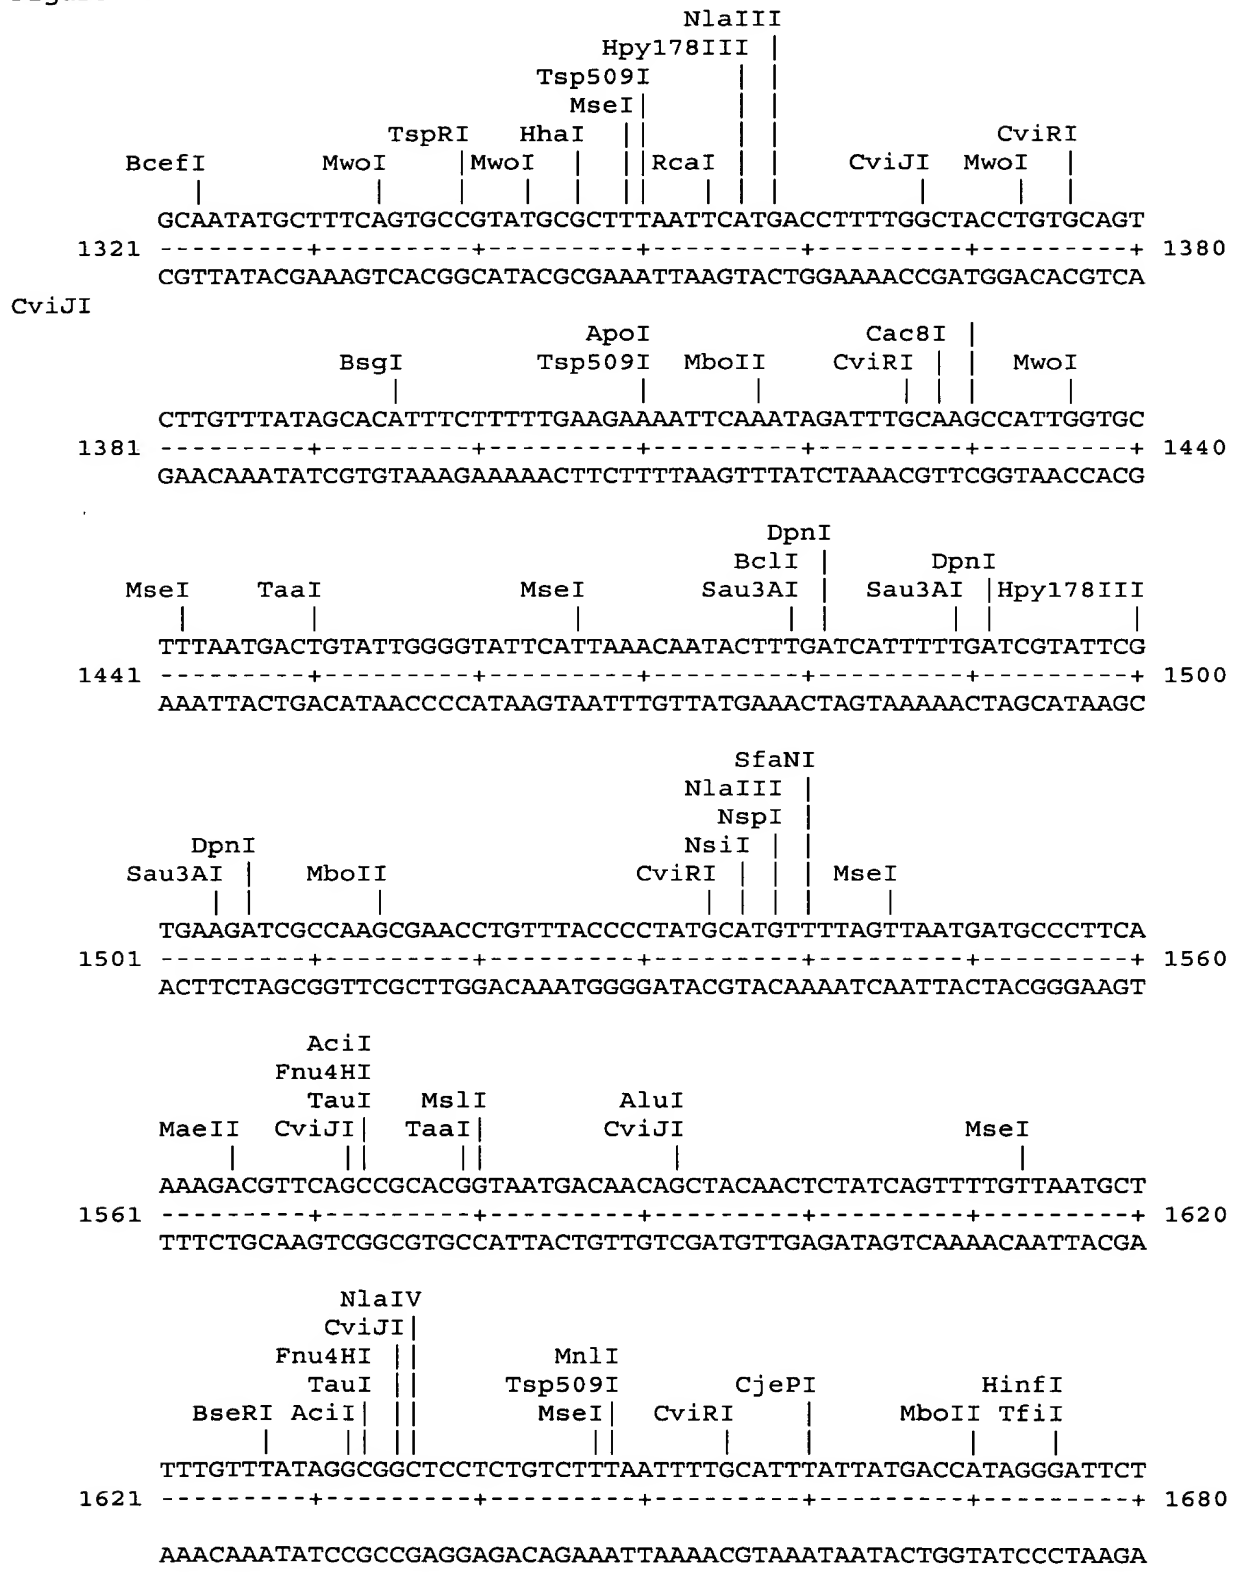 NlaIII
Hpy178III |
Tsp509I | |
MseI| | |
TspRI HhaI || | | CviRI
BcefI MwoI | MwoI | || RcaI | | CviJI MwoI |
GCAATATGCTTTCAGTGCCGTATGCGCTTTTAATTCATGACCTTTTGGCTACCTGTGCAGT
1321 ---------+---------+---------+---------+---------+---------+ 1380
CGTTATACGAAAGTCACGGCATACGCGAAATTAAGTACTGGAAAACCGATGGACACGTCA
CviJI
ApoI Cac8I |
BsgI Tsp509I MboII CviRI | | MwoI
CTTGTTTATAGCACATTTCTTTTTGAAGAAAATTCAAATAGATTTGCAAGCCATTGGTGC
1381 ---------+---------+---------+---------+---------+---------+ 1440
GAACAAATATCGTGTAAAGAAAAACTTCTTTTAAGTTTATCTAAACGTTCGGTAACCACG
DpnI
BclI | DpnI
MseI TaaI MseI Sau3AI | Sau3AI |Hpy178III
TTTAATGACTGTATTGGGGTATTCATTAAACAATACTTTGATCATTTTTGATCGTATTCG
1441 ---------+---------+---------+---------+---------+---------+ 1500
AAATTACTGACATAACCCCATAAGTAATTTGTTATGAAACTAGTAAAAACTAGCATAAGC
SfaNI
NlaIII |
NspI |
DpnI NsiI | |
Sau3AI | MboII CviRI | | | MseI
TGAAGATCGCCAAGCGAACCTGTTTACCCCTATGCATGTTTTAGTTAATGATGCCCTTCA
1501 ---------+---------+---------+---------+---------+---------+ 1560
ACTTCTAGCGGTTCGCTTGGACAAATGGGGATACGTACAAAATCAATTACTACGGGAAGT
AciI
Fnu4HI
TauI MslI AluI
MaeII CviJI| TaaI| CviJI MseI
AAAGACGTTCAGCCGCACGGTAATGACAACAGCTACAACTCTATCAGTTTTGTTAATGCT
1561 ---------+---------+---------+---------+---------+---------+ 1620
TTTCTGCAAGTCGGCGTGCCATTACTGTTGTCGATGTTGAGATAGTCAAAACAATTACGA
NlaIV
CviJI|
Fnu4HI || MnlI
TauI || Tsp509I CjePI HinfI
BseRI AciI| || MseI| CviRI | MboII TfiI
TTTGTTTATAGGCGGCTCCTCTGTCTTTAATTTTGCATTTATTATGACCATAGGGATTCT
1621 ---------+---------+---------+---------+---------+---------+ 1680
AAACAAATATCCGCCGAGGAGACAGAAATTAAAACGTAAATAATACTGGTATCCCTAAGA